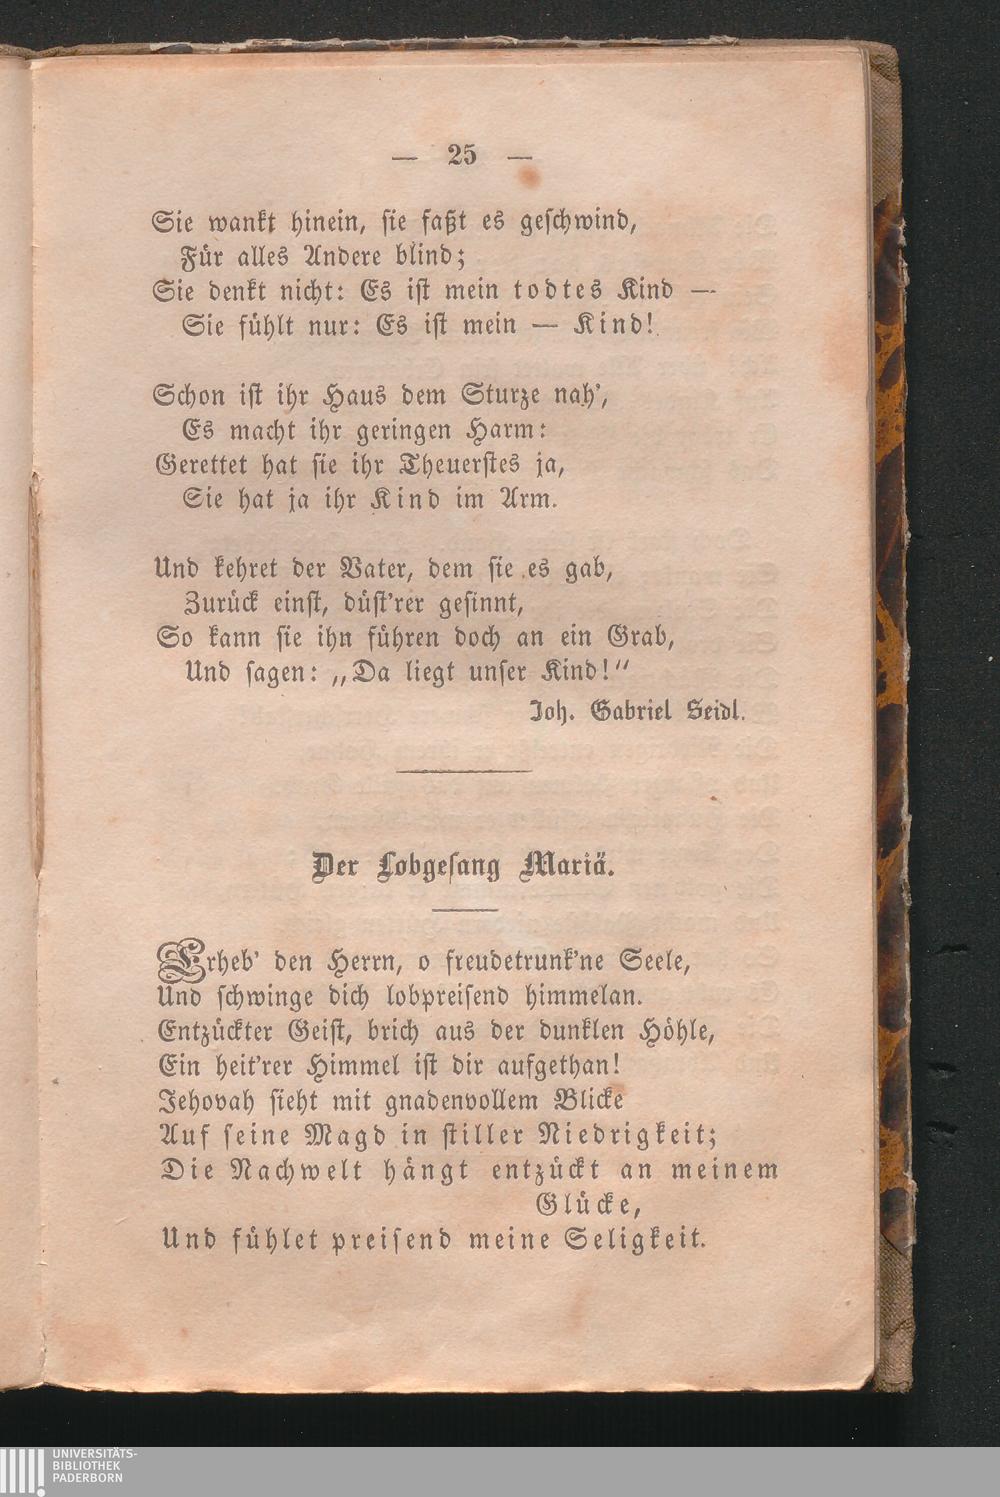 — 25 —
Sie wankt hinein, sie faßt es geschwind,
Für alles Andere blind;
Sie denkt nicht: Es ist mein todtes Kind —
Sie fühlt nur: Es ist mein — Kind!
Schon ist ihr Haus dem Sturze nah',
Es macht ihr geringen Harm:
Gerettet hat sie ihr Theuerstes ja,
Sie hat ja ihr Kind im Arm.
Und kehret der Vater, dem sie es gab,
Zurück einst, düst'rer gesinnt,
So kann sie ihn führen doch an ein Grab,
Und sagen: „Da liegt unser Kind!"
Joh. Gabriel Seidl.
Der Lobgesang Mariä.
Erheb' den Herrn, o freudetrunk'ne Seele,
Und schwinge dich lobpreisend himmelan.
Entzückter Geist, brich aus der dunklen Höhle,
Ein heit'rer Himmel ist dir aufgethan!
Jehovah sieht mit gnadenvollem Blicke
Auf seine Magd in stiller Niedrigkeit;
Die Nachwelt hängt entzückt an meinem
Glücke,
Und fühlet preisend meine Seligkeit.
UNIVERSITÄTS-
BIBLIOTHEK
PADERBORN